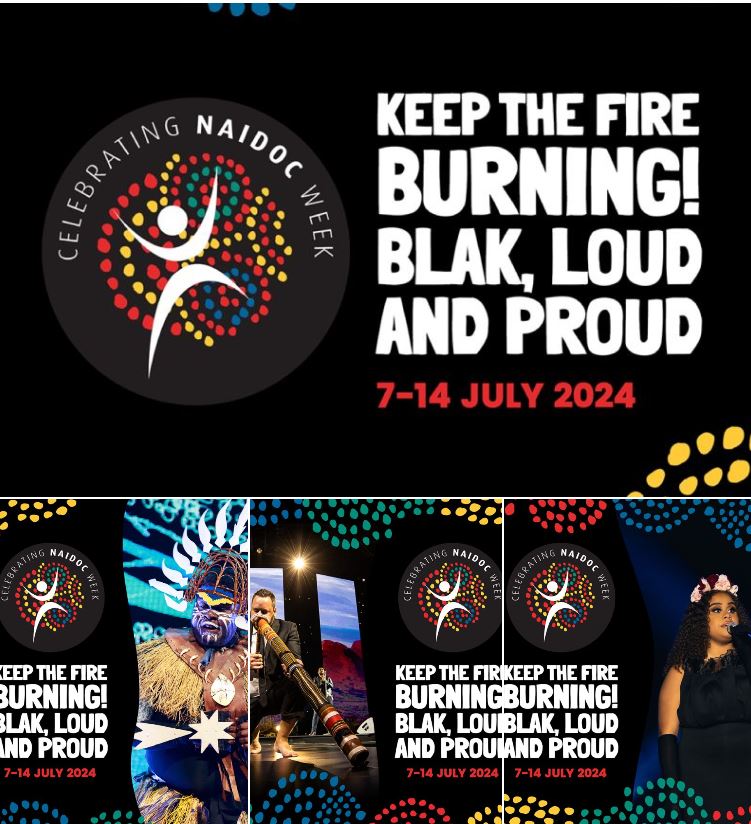 CELEBRATING NAIDOC WEEK
KEEP THE FIRE
BURNING!
BLAK, LOUD
AND PROUD
7–14 JULY 2024
CELEBRATING NAIDOC WEEK
KEEP THE FIRE
BURNING!
BLAK, LOUD
AND PROUD
7–14 JULY 2024
CELEBRATING NAIDOC WEEK
KEEP THE FIR
BURNING
BLAK, LOU
AND PROU
7–14 JULY 2024
CELEBRATING NAIDOC WEEK
KEEP THE FIRE
BURNING!
BLAK, LOUD
AND PROUD
7–14 JULY 2024